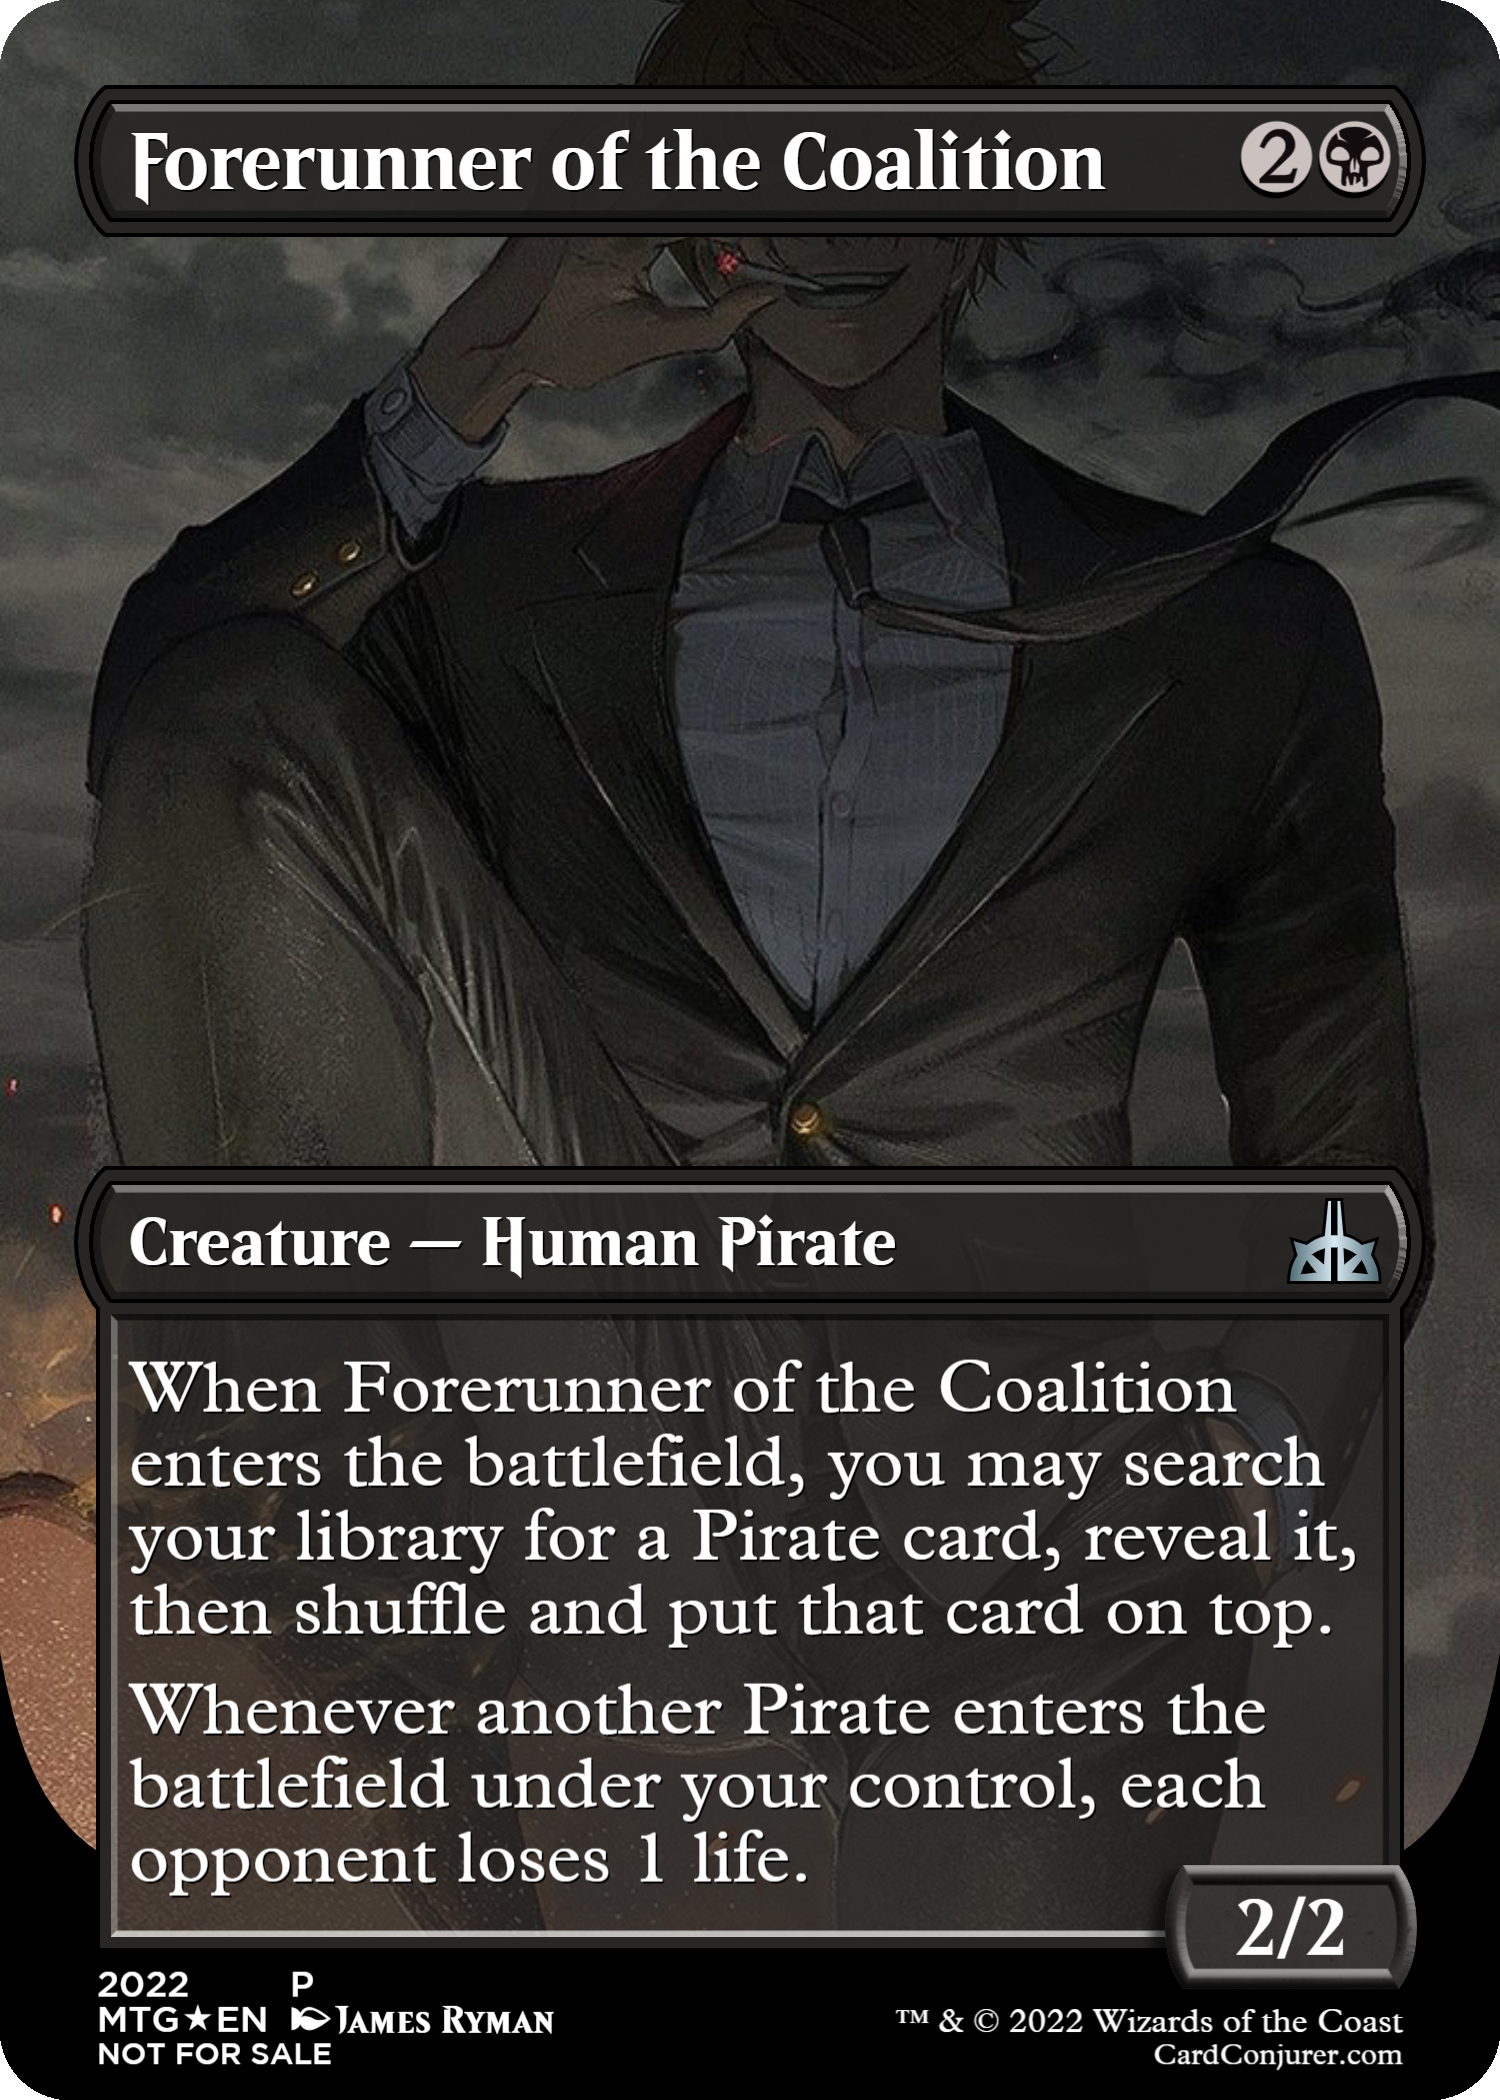 Forerunner of the Coalition 2
Creature — Human Pirate
When Forerunner of the Coalition
enters the battlefield, you may search
your library for a Pirate card, reveal it,
then shuffle and put that card on top.
Whenever another Pirate enters the
battlefield under your control, each
opponent loses 1 life.
2/2
2022 P
MTG★EN James Ryman
NOT FOR SALE
™ & © 2022 Wizards of the Coast
CardConjurer.com